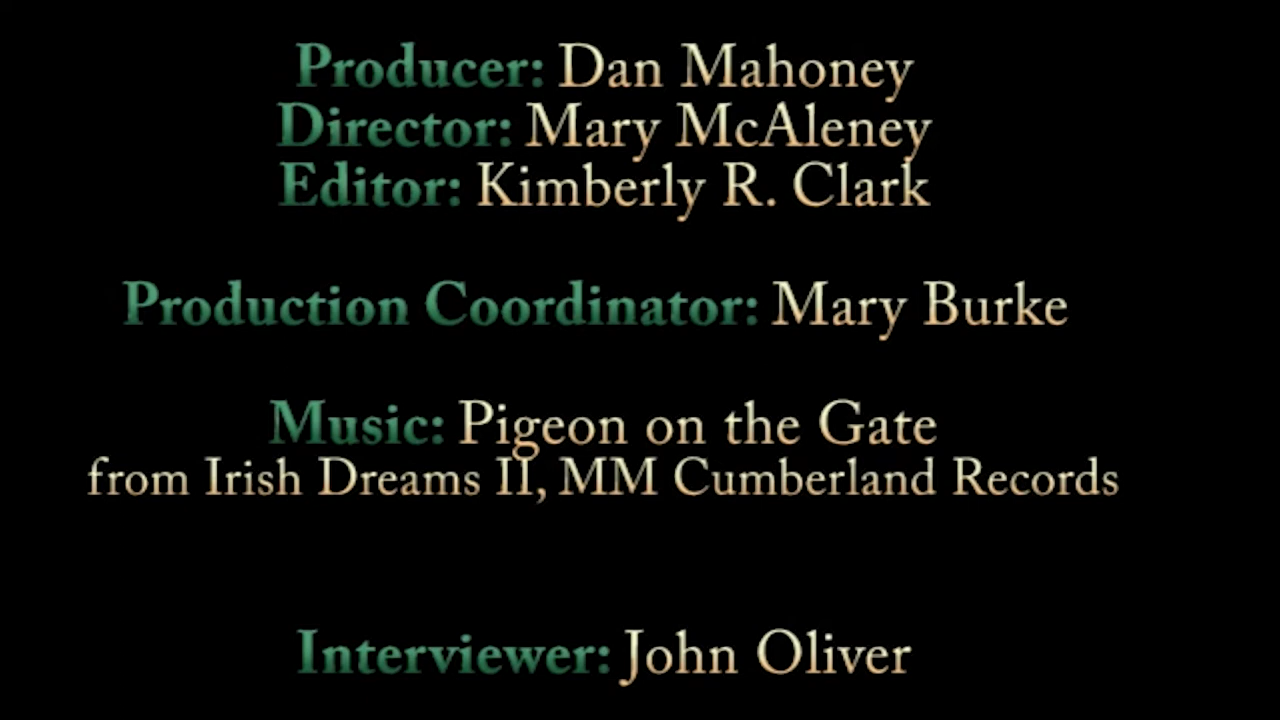 Producer: Dan Mahoney
Director: Mary McAleney
Editor: Kimberly R. Clark
Production Coordinator: Mary Burke
Music: Pigeon on the Gate
from Irish Dreams II, MM Cumberland Records
Interviewer: John Oliver